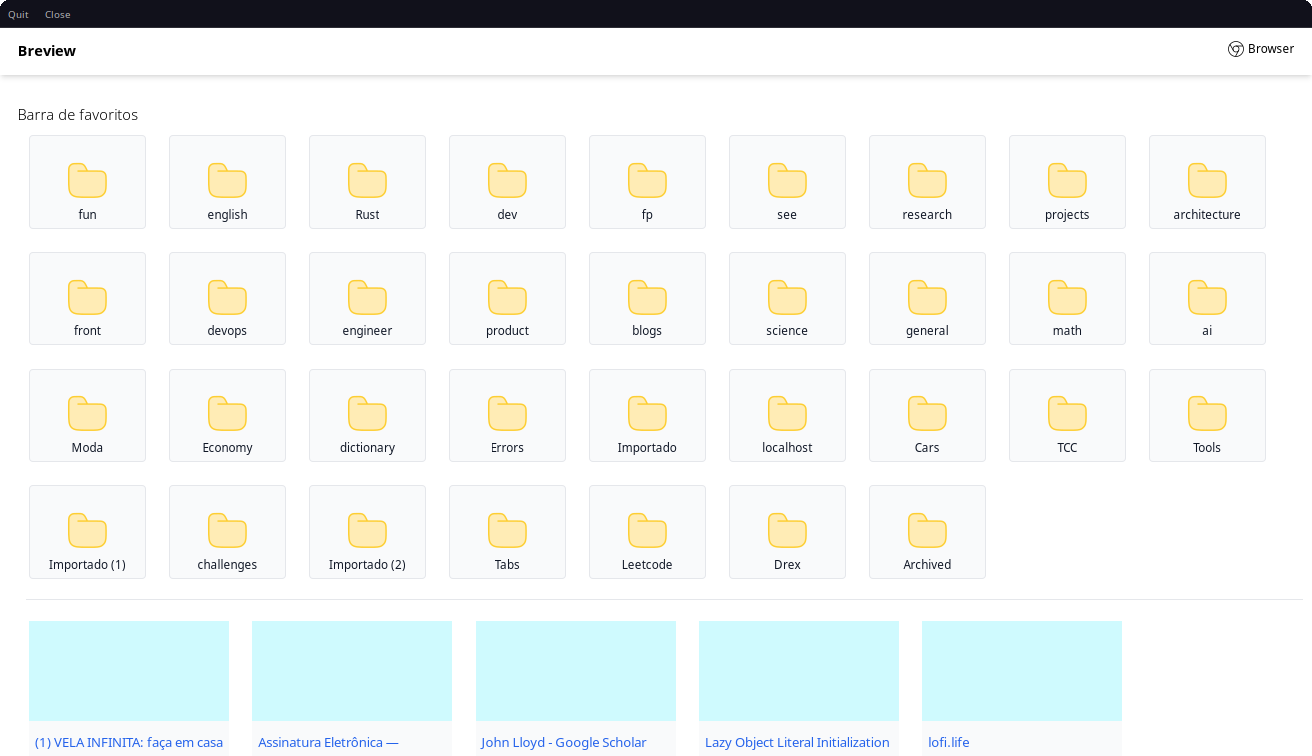 Quit Close
Breview
Browser
Barra de favoritos
fun english Rust dev fp see research projects architecture
front devops engineer product blogs science general math ai
Moda Economy dictionary Errors Importado localhost Cars TCC Tools
Importado (1) challenges Importado (2) Tabs Leetcode Drex Archived
(1) VELA INFINITA: faça em casa Assinatura Eletrônica — John Lloyd - Google Scholar Lazy Object Literal Initialization lofi.life